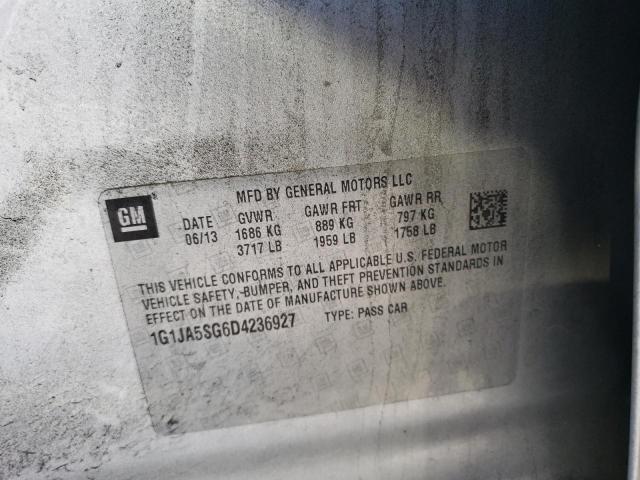 GM
MFD BY GENERAL MOTORS LLC
DATE GVWR GAWR FRT GAWR RR
06/13 1686 KG 889 KG 797 KG
3717 LB 1959 LB 1758 LB
THIS VEHICLE CONFORMS TO ALL APPLICABLE U.S. FEDERAL MOTOR
VEHICLE SAFETY, BUMPER, AND THEFT PREVENTION STANDARDS IN
EFFECT ON THE DATE OF MANUFACTURE SHOWN ABOVE.
1G1JA5SG6D4236927 TYPE: PASS CAR